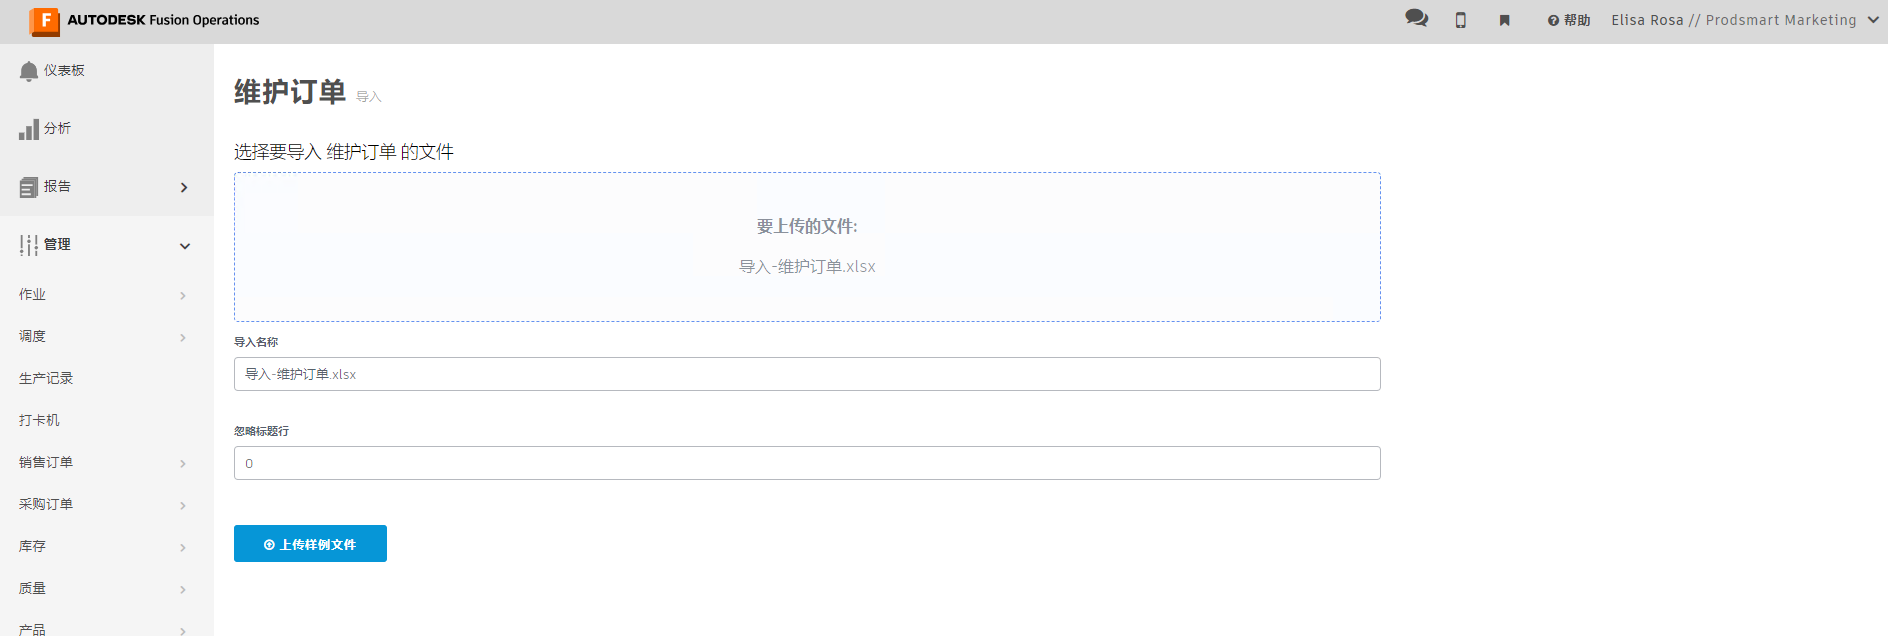 AUTODESK Fusion Operations
帮助
Elisa Rosa // Prodsmart Marketing
仪表板
分析
报告
管理
作业
调度
生产记录
打卡机
销售订单
采购订单
库存
质量
产品
维护订单 导入
选择要导入 维护订单 的文件
要上传的文件:
导入-维护订单.xlsx
导入名称
导入-维护订单.xlsx
忽略标题行
0
上传样例文件